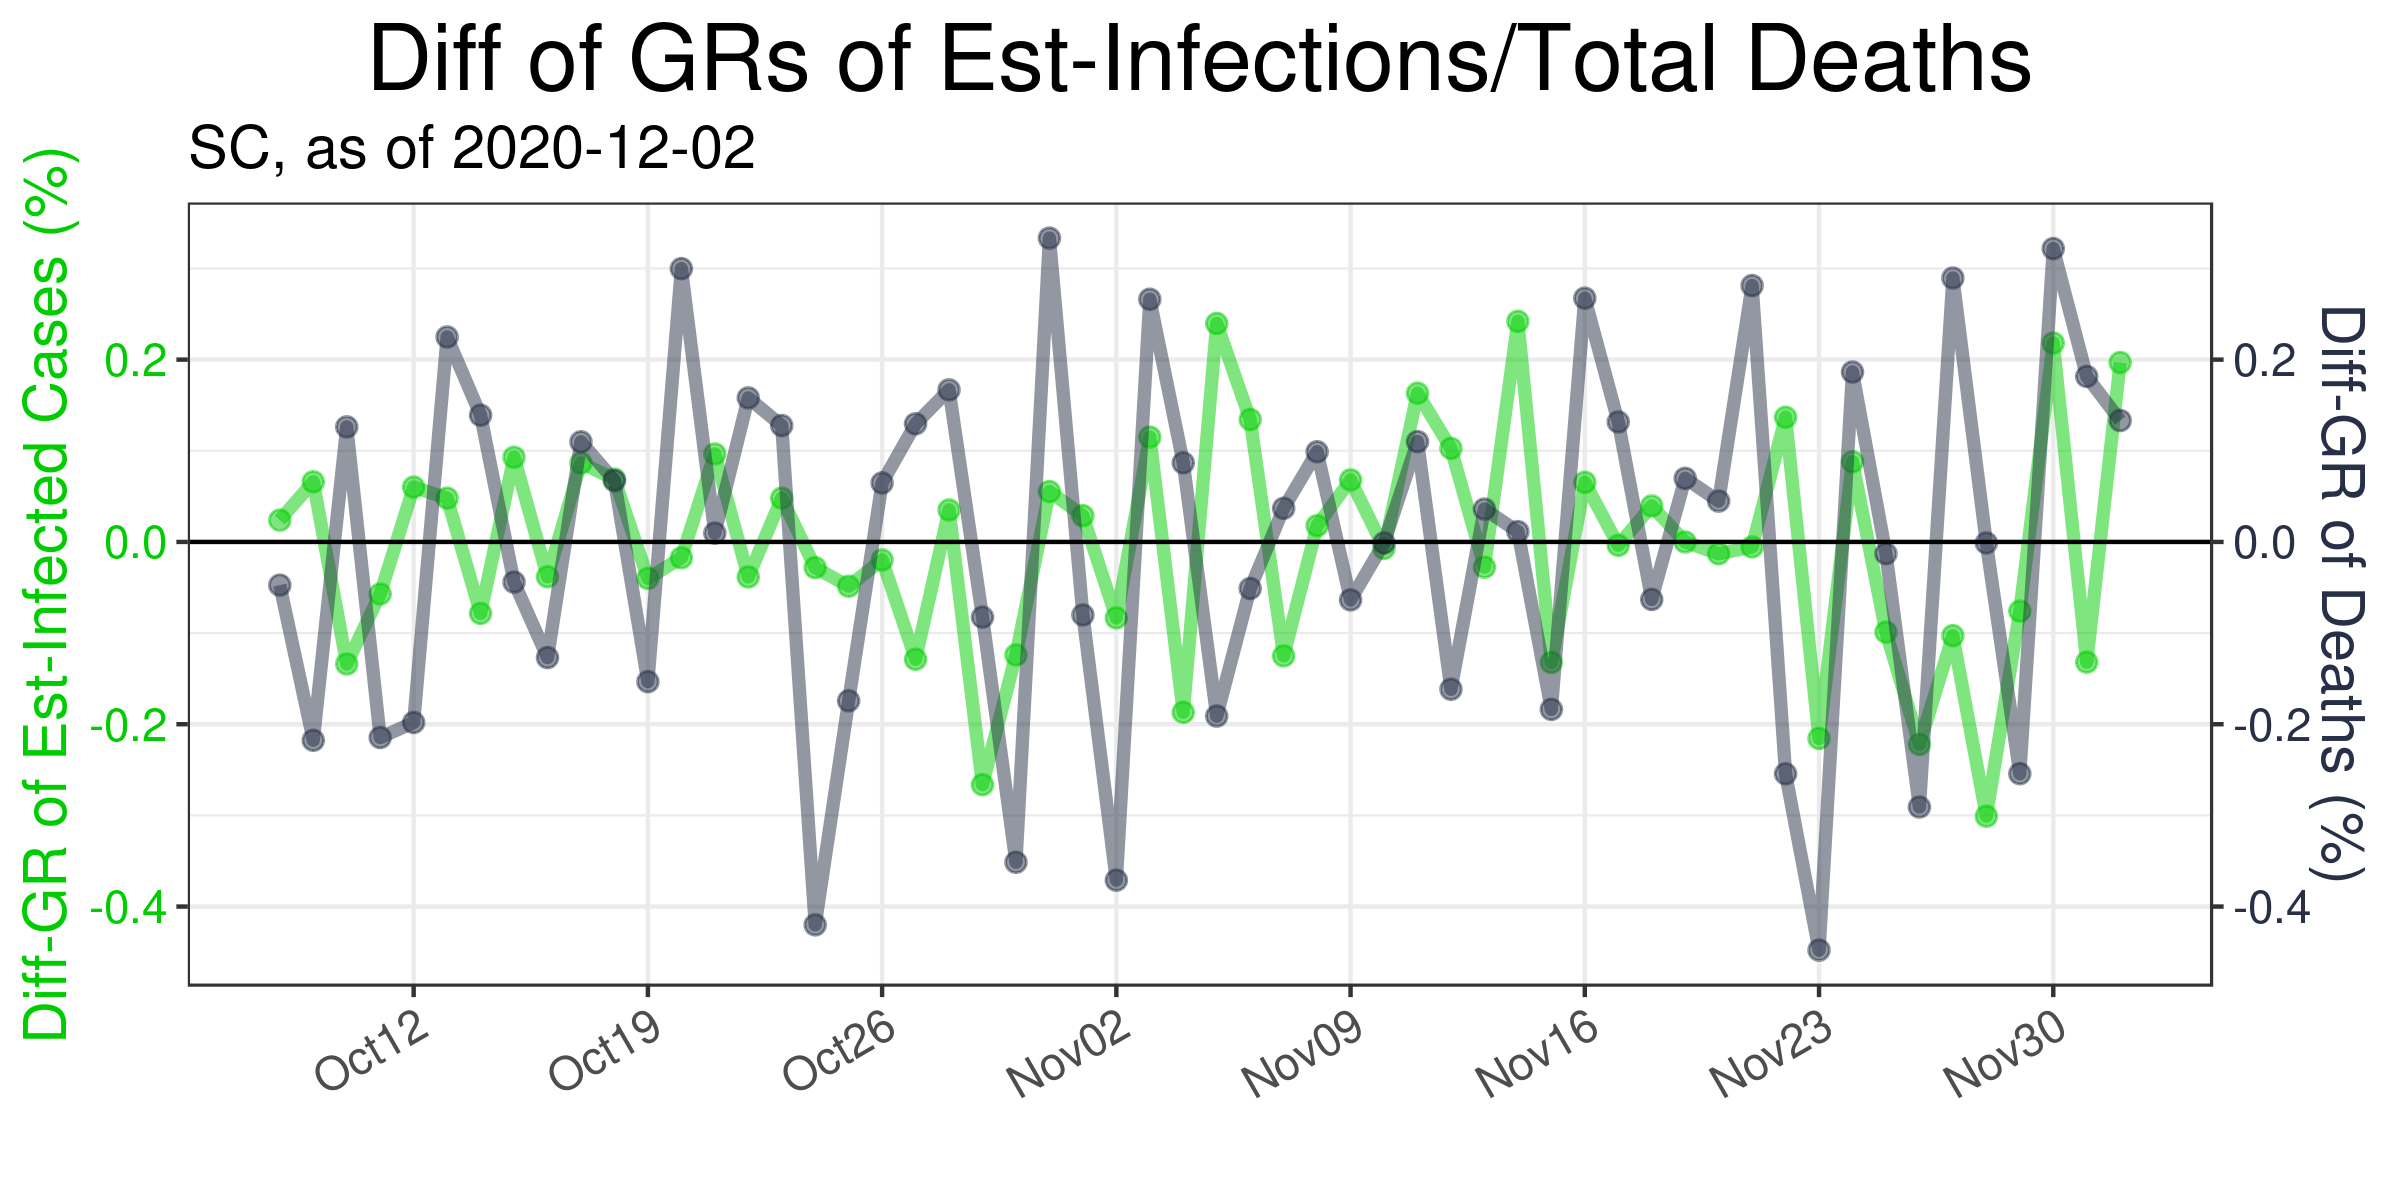 Diff of GRs of Est-Infections/Total Deaths
SC, as of 2020-12-02
Diff-GR of Est-Infected Cases (%)
0.2
0.0
-0.2
-0.4
0.2
0.0
-0.2
-0.4
Diff-GR of Deaths (%)
Oct12
Oct19
Oct26
Nov02
Nov09
Nov16
Nov23
Nov30